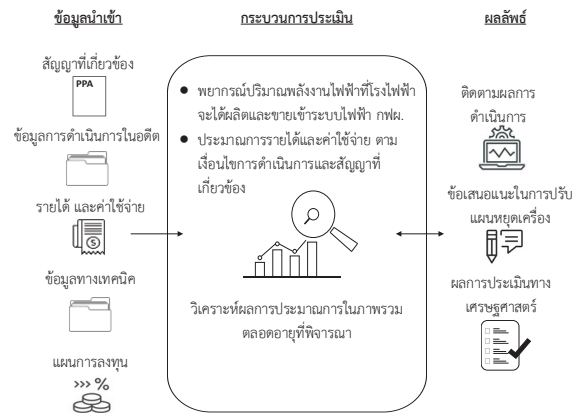 ข้อมูลนำเข้า
สัญญาที่เกี่ยวข้อง
PPA
ข้อมูลการดำเนินการในอดีต
รายได้ และค่าใช้จ่าย
$
ข้อมูลทางเทคนิค
แผนการลงทุน
>>> %
กระบวนการประเมิน
● พยากรณ์ปริมาณพลังงานไฟฟ้าที่โรงไฟฟ้า
จะได้ผลิตและขายเข้าระบบไฟฟ้า กฟผ.
● ประมาณการรายได้และค่าใช้จ่าย ตาม
เงื่อนไขการดำเนินการและสัญญาที่
เกี่ยวข้อง
วิเคราะห์ผลการประมาณการในภาพรวม
ตลอดอายุที่พิจารณา
ผลลัพธ์
ติดตามผลการ
ดำเนินการ
ข้อเสนอแนะในการปรับ
แผนหยุดเครื่อง
ผลการประเมินทาง
เศรษฐศาสตร์